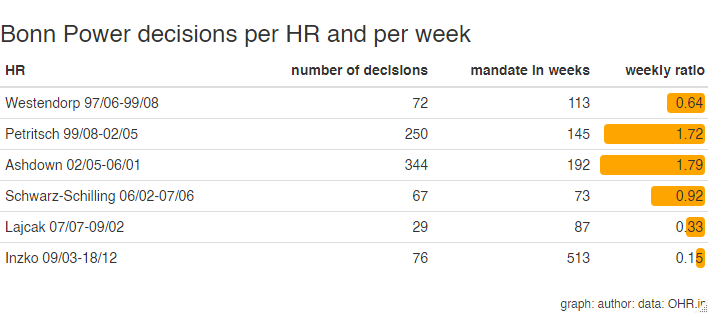 Bonn Power decisions per HR and per week
HR number of decisions mandate in weeks weekly ratio
Westendorp 97/06-99/08 72 113 0.64
Petritsch 99/08-02/05 250 145 1.72
Ashdown 02/05-06/01 344 192 1.79
Schwarz-Schilling 06/02-07/06 67 73 0.92
Lajcak 07/07-09/02 29 87 0.33
Inzko 09/03-18/12 76 513 0.15
graph: author: data: OHR.in